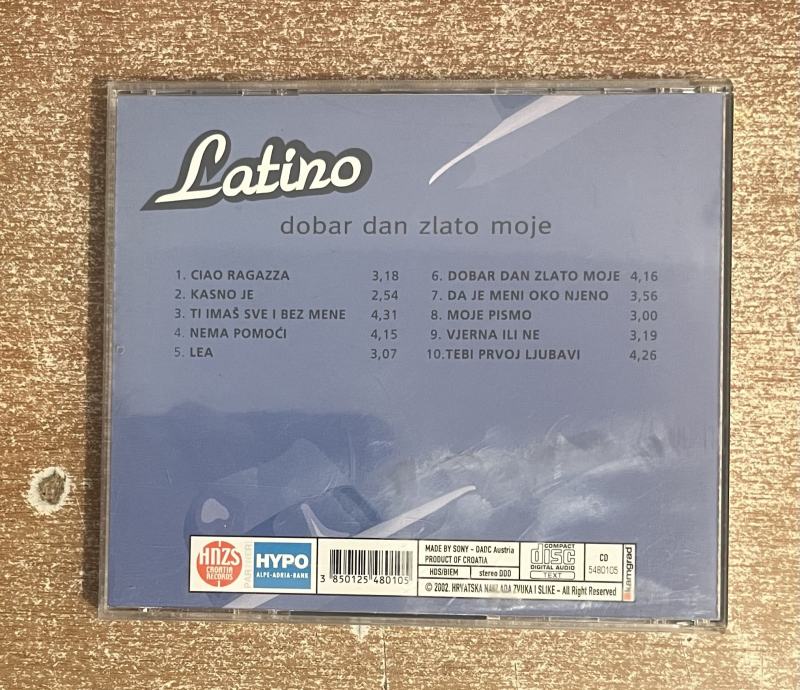 Latino
dobar dan zlato moje
1. CIAO RAGAZZA 3,18
2. KASNO JE 2,54
3. TI IMAŠ SVE I BEZ MENE 4,31
4. NEMA POMOĆI 4,15
5. LEA 3,07
6. DOBAR DAN ZLATO MOJE 4,16
7. DA JE MENI OKO NJENO 3,56
8. MOJE PISMO 3,00
9. VJERNA ILI NE 3,19
10.TEBI PRVOJ LJUBAVI 4,26
HNZS
CROATIA
RECORDS
PARTNERI
HYPO
ALPE-ADRIA-BANK
3 850125 480105
MADE BY SONY - DADC Austria
PRODUCT OF CROATIA
HDS/BIEM
stereo DDD
COMPACT
disc
DIGITAL AUDIO
TEXT
CD
5480105
© 2002. HRVATSKA NAKLADA ZVUKA I SLIKE - All Right Reserved
kamgrad